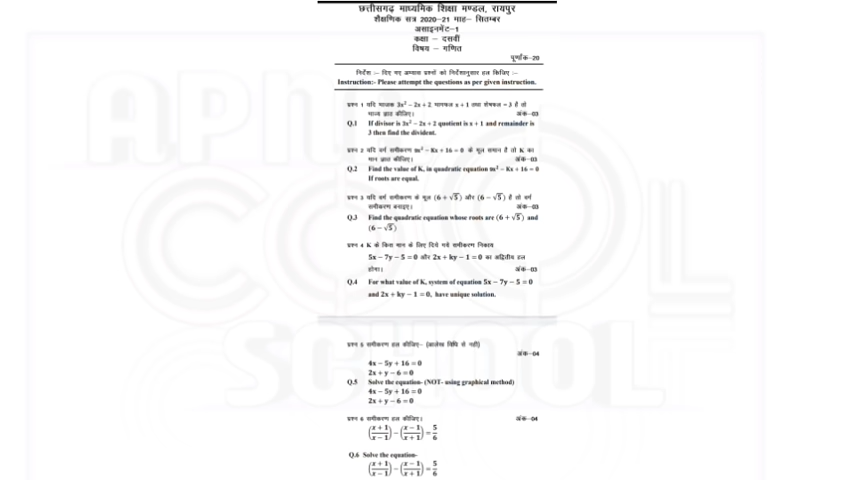 छत्तीसगढ़ माध्यमिक शिक्षा मण्डल, रायपुर
शैक्षणिक सत्र 2020-21 माह- सितम्बर
असाइनमेंट-1
कक्षा - दसवीं
विषय - गणित
पूर्णांक-20
निर्देश :- दिए गए अभ्यास प्रश्नों को निर्देशानुसार हल कीजिए :-
Instruction:- Please attempt the questions as per given instruction.
प्रश्न 1 यदि भाजक 3x² − 2x + 2 भागफल x + 1 तथा शेषफल = 3 है तो
भाज्य ज्ञात कीजिए। अंक-03
Q.1 If divisor is 3x² − 2x + 2 quotient is x + 1 and remainder is
3 then find the divident.
प्रश्न 2 यदि वर्ग समीकरण 9x² − Kx + 16 = 0 के मूल समान हैं तो K का
मान ज्ञात कीजिए। अंक-03
Q.2 Find the value of K, in quadratic equation 9x² − Kx + 16 = 0
If roots are equal.
प्रश्न 3 यदि वर्ग समीकरण के मूल (6 + √5) और (6 − √5) है तो वर्ग
समीकरण बनाइए। अंक-03
Q.3 Find the quadratic equation whose roots are (6 + √5) and
(6 − √5)
प्रश्न 4 K के किस मान के लिए दिये गये समीकरण निकाय
5x − 7y − 5 = 0 और 2x + ky − 1 = 0 का अद्वितीय हल
होगा। अंक-03
Q.4 For what value of K, system of equation 5x − 7y − 5 = 0
and 2x + ky − 1 = 0, have unique solution.
प्रश्न 5 समीकरण हल कीजिए- (आलेख विधि से नहीं)
अंक-04
4x − 5y + 16 = 0
2x + y − 6 = 0
Q.5 Solve the equation- (NOT- using graphical method)
4x − 5y + 16 = 0
2x + y − 6 = 0
प्रश्न 6 समीकरण हल कीजिए। अंक-04
((x + 1)/(x − 1)) − ((x − 1)/(x + 1)) = 5/6
Q.6 Solve the equation-
((x + 1)/(x − 1)) − ((x − 1)/(x + 1)) = 5/6
APNA
COOL
SCHOOL